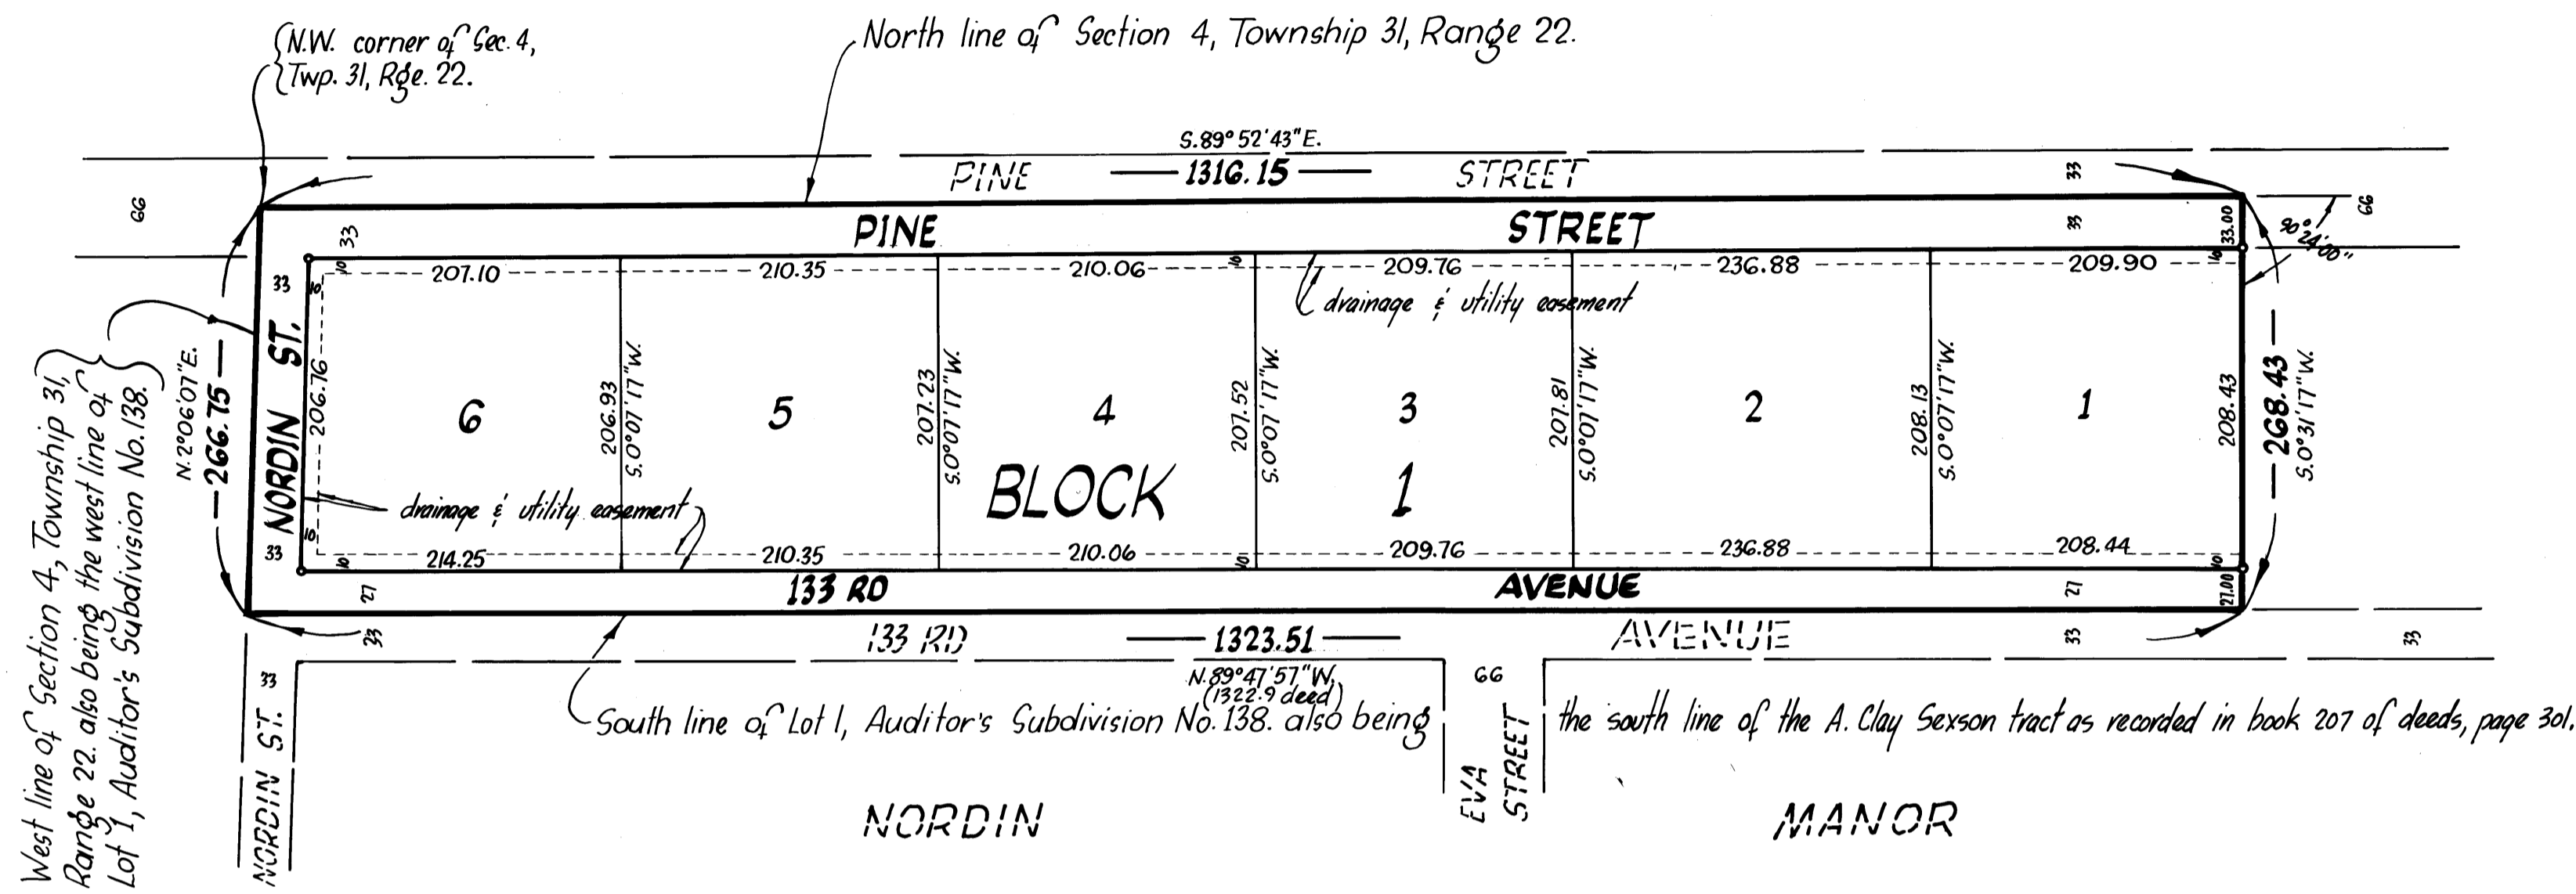 N.W. corner of Sec. 4,
Twp. 31, Rge. 22.
North line of Section 4, Township 31, Range 22.
S.89°52'43"E.
PINE 1316.15 STREET 33
66
66
PINE STREET
33
33
33.00
90°24'00"
10 207.10 210.35 210.06 10 209.76 236.88 209.90 10
33
10
drainage & utility easement
NORDIN ST.
206.76
206.93
S.0°07'17"W.
207.23
S.0°07'17"W.
207.52
S.0°07'17"W.
207.81
S.0°07'17"W.
208.13
S.0°07'17"W.
208.43
268.43
S.0°31'17"W.
N.2°06'07"E.
266.75
6 5 4 3 2 1
BLOCK 1
drainage & utility easement
33
10
10 214.25 210.35 210.06 10 209.76 236.88 208.44 10
27
133 RD AVENUE
27
27.00
33
133 RD 1323.51 AVENUE 33
33
N.89°47'57"W.
(1322.9 deed)
South line of Lot 1, Auditor's Subdivision No. 138. also being the south line of the A. Clay Sexson tract as recorded in book 207 of deeds, page 301.
West line of Section 4, Township 31,
Range 22. also being the west line of
Lot 1, Auditor's Subdivision No. 138.
33
NORDIN ST.
66
EVA
STREET
NORDIN MANOR